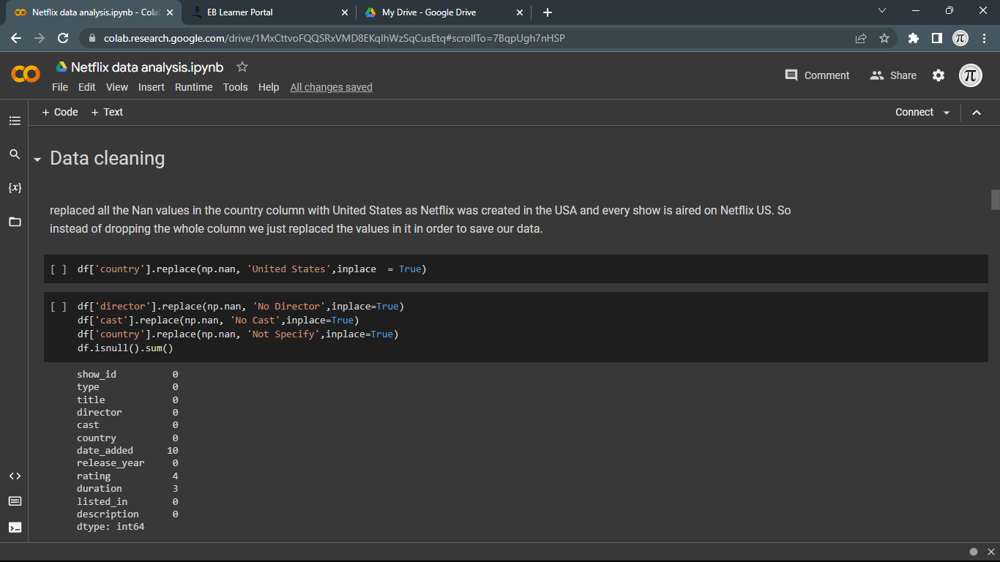 Netflix data analysis.ipynb - Cola
EB Learner Portal
My Drive - Google Drive
colab.research.google.com/drive/1MxCttvoFQQSRxVMD8EKqIhWzSqCusEtq#scrollTo=7BqpUgh7nHSP
Netflix data analysis.ipynb
Comment
Share
File Edit View Insert Runtime Tools Help All changes saved
+ Code + Text
Connect
Data cleaning
{x}
replaced all the Nan values in the country column with United States as Netflix was created in the USA and every show is aired on Netflix US. So
instead of dropping the whole column we just replaced the values in it in order to save our data.
[ ] df['country'].replace(np.nan, 'United States',inplace  = True)
[ ] df['director'].replace(np.nan, 'No Director',inplace=True)
df['cast'].replace(np.nan, 'No Cast',inplace=True)
df['country'].replace(np.nan, 'Not Specify',inplace=True)
df.isnull().sum()
show_id 0
type 0
title 0
director 0
cast 0
country 0
date_added 10
release_year 0
rating 4
duration 3
listed_in 0
description 0
dtype: int64